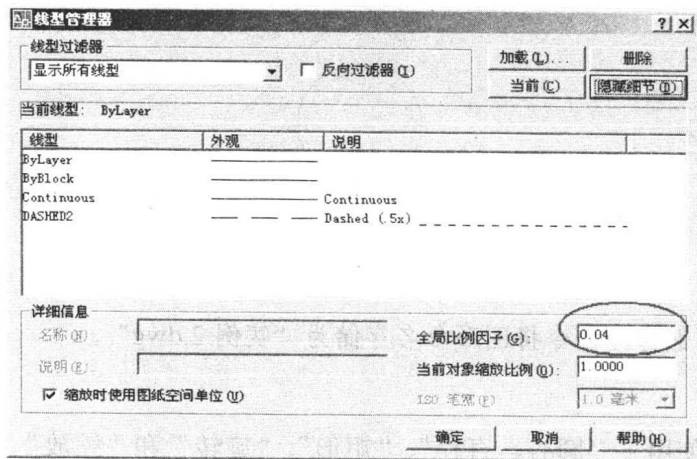 线型管理器
线型过滤器
显示所有线型
反向过滤器(I)
加载(L)...
删除
当前(C)
隐藏细节(D)
当前线型: ByLayer
线型 外观 说明
ByLayer
ByBlock
Continuous Continuous
DASHED2 Dashed (.5x)
详细信息
名称(N)
全局比例因子(G): 0.04
说明(E):
当前对象缩放比例(O): 1.0000
缩放时使用图纸空间单位(U)
ISO 笔宽(P) 1.0 毫米
确定 取消 帮助(H)